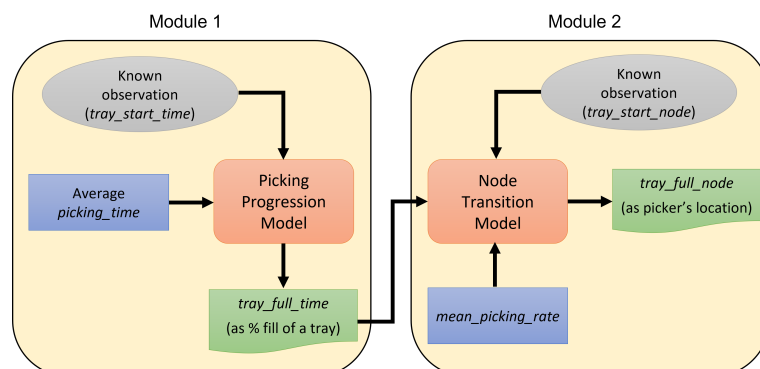 Module 1
Known
observation
(tray_start_time)
Average
picking_time
Picking
Progression
Model
tray_full_time
(as % fill of a tray)
Module 2
Known
observation
(tray_start_node)
Node
Transition
Model
tray_full_node
(as picker's location)
mean_picking_rate